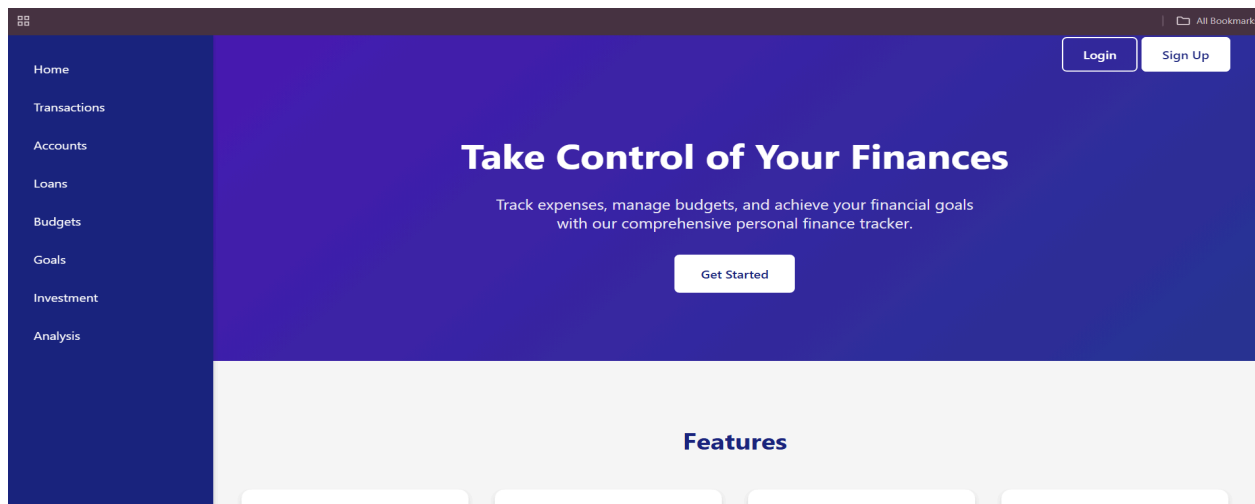 All Bookmark
Home
Transactions
Accounts
Loans
Budgets
Goals
Investment
Analysis
Login
Sign Up
Take Control of Your Finances
Track expenses, manage budgets, and achieve your financial goals
with our comprehensive personal finance tracker.
Get Started
Features